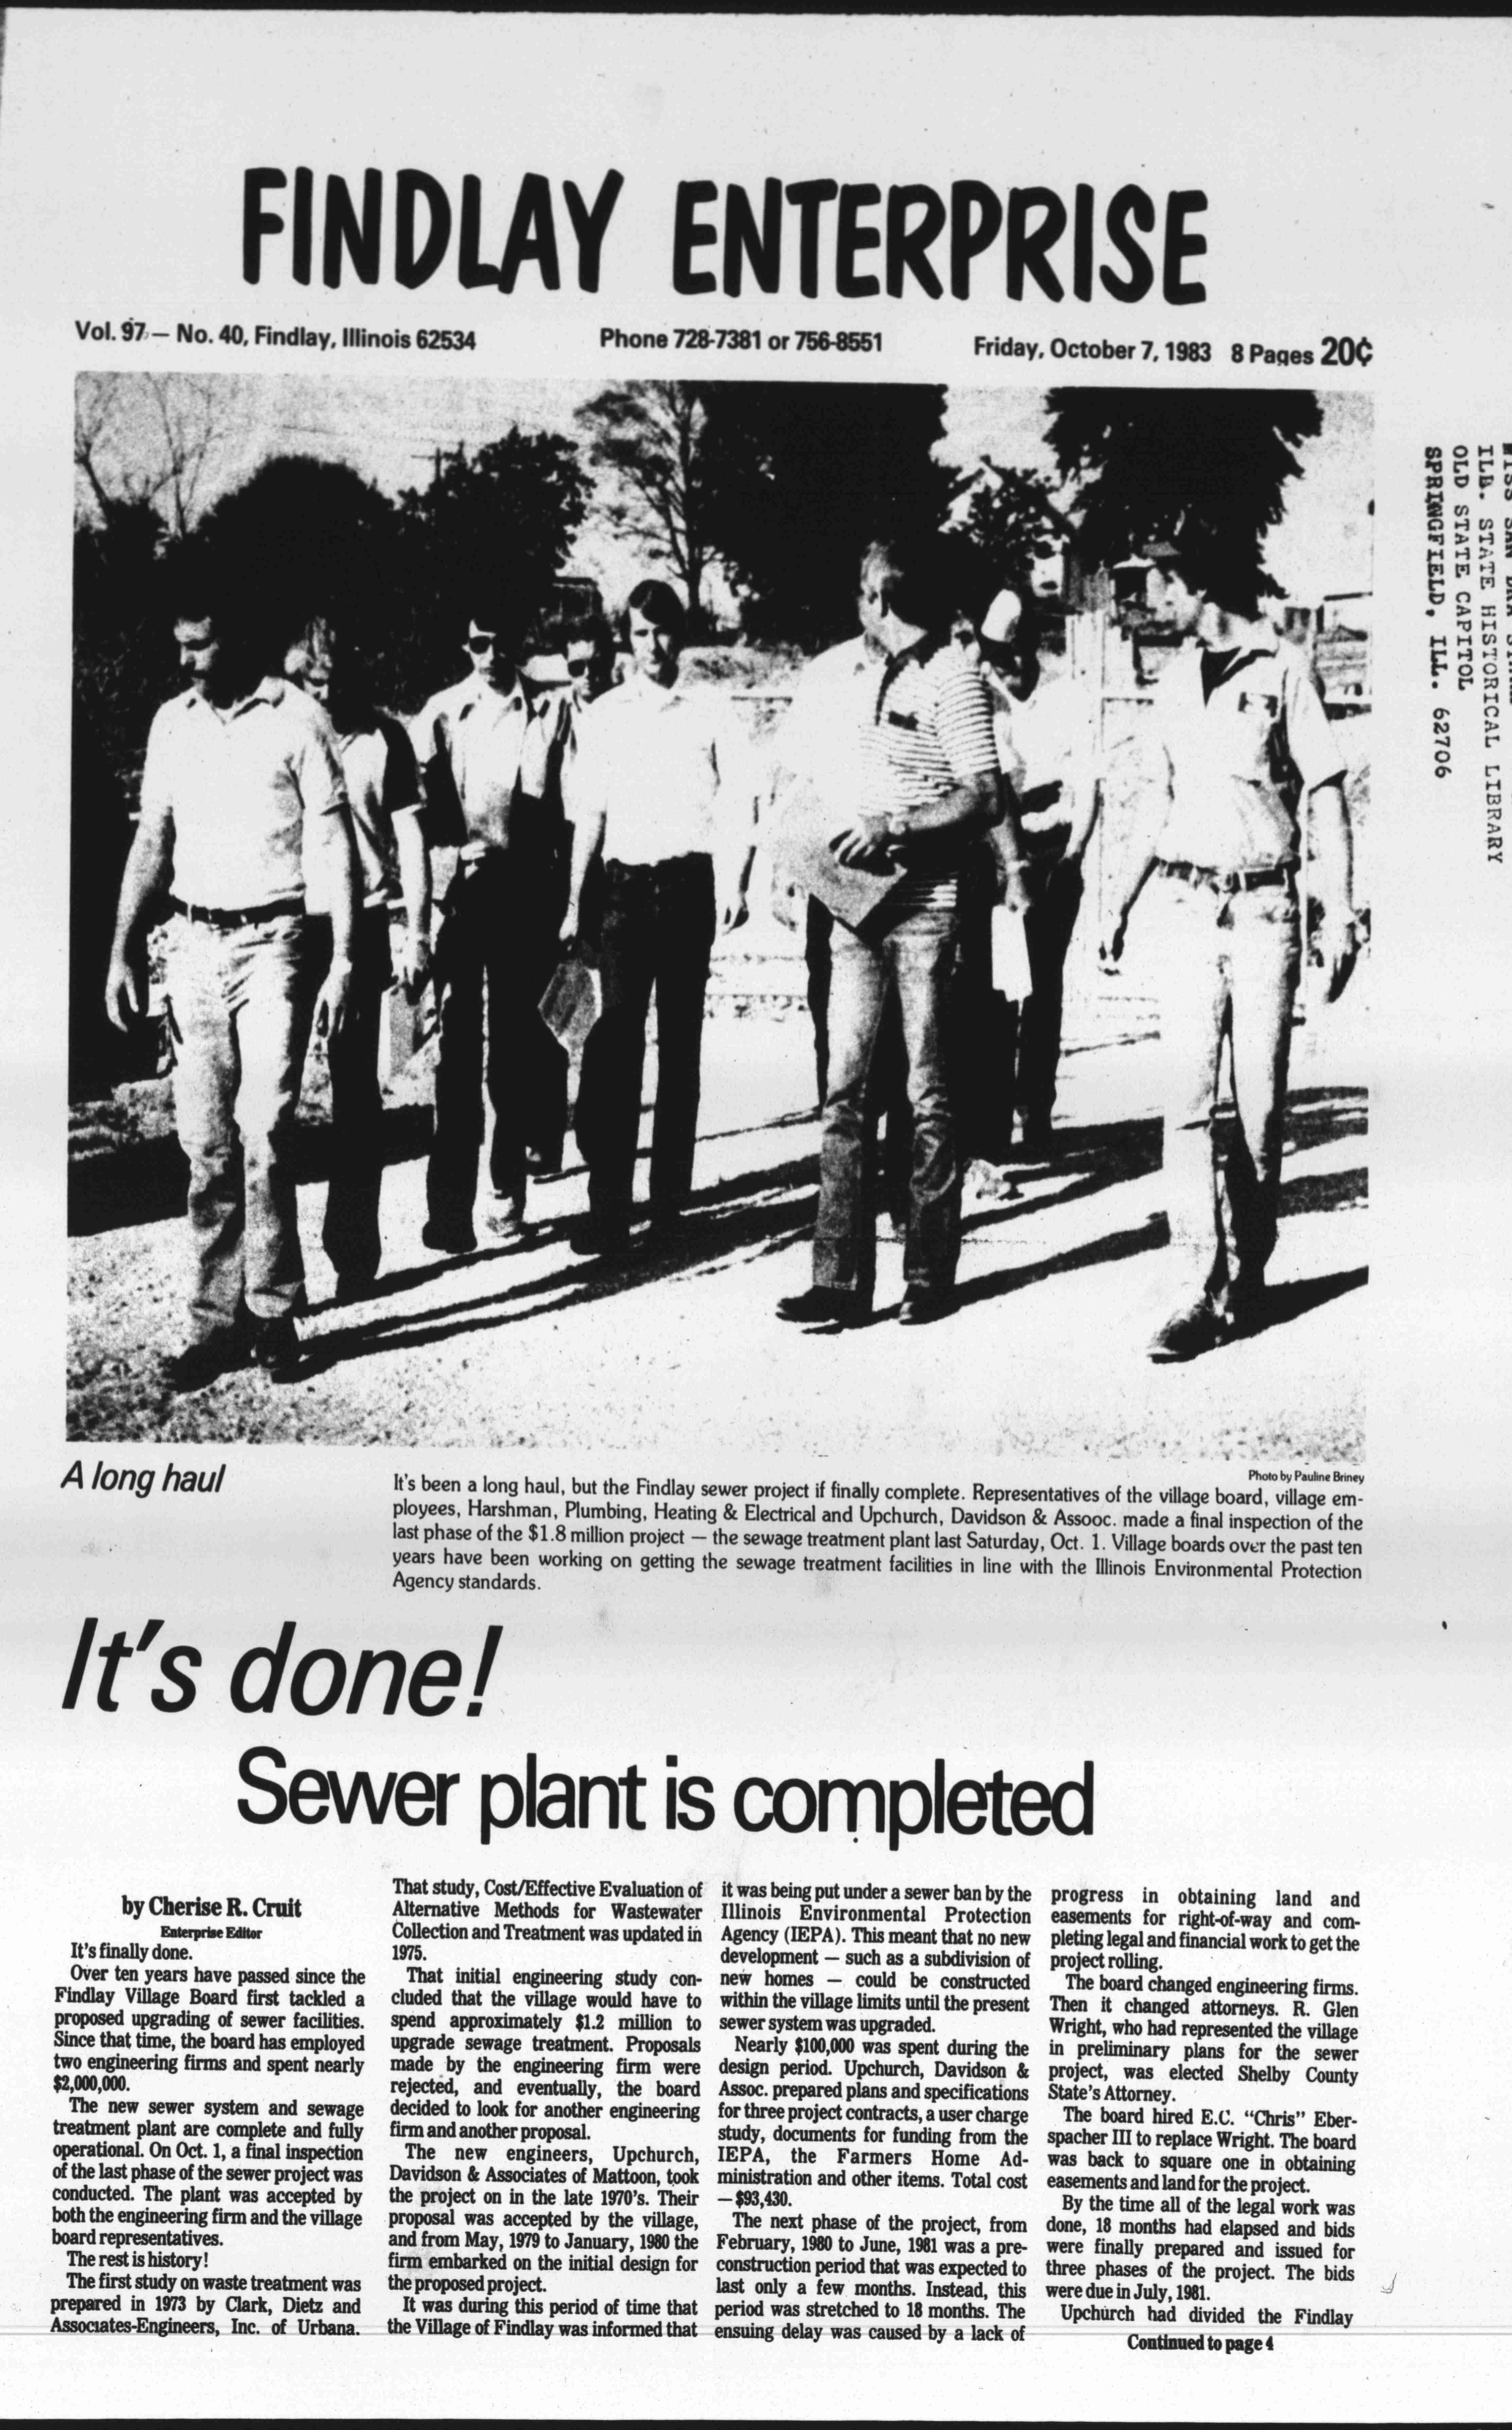 FINDLAY ENTERPRISE
Vol. 97 — No. 40, Findlay, Illinois 62534
Phone 728-7381 or 756-8551
Friday, October 7, 1983 8 Pages 20¢
ILL. STATE HISTORICAL LIBRARY
OLD STATE CAPITOL
SPRINGFIELD, ILL. 62706
Photo by Pauline Briney
A long haul
It's been a long haul, but the Findlay sewer project if finally complete. Representatives of the village board, village em-
ployees, Harshman, Plumbing, Heating & Electrical and Upchurch, Davidson & Assooc. made a final inspection of the
last phase of the $1.8 million project — the sewage treatment plant last Saturday, Oct. 1. Village boards over the past ten
years have been working on getting the sewage treatment facilities in line with the Illinois Environmental Protection
Agency standards.
It's done!
Sewer plant is completed
by Cherise R. Cruit
Enterprise Editor
It's finally done.
Over ten years have passed since the
Findlay Village Board first tackled a
proposed upgrading of sewer facilities.
Since that time, the board has employed
two engineering firms and spent nearly
$2,000,000.
The new sewer system and sewage
treatment plant are complete and fully
operational. On Oct. 1, a final inspection
of the last phase of the sewer project was
conducted. The plant was accepted by
both the engineering firm and the village
board representatives.
The rest is history!
The first study on waste treatment was
prepared in 1973 by Clark, Dietz and
Associates-Engineers, Inc. of Urbana.
That study, Cost/Effective Evaluation of
Alternative Methods for Wastewater
Collection and Treatment was updated in
1975.
That initial engineering study con-
cluded that the village would have to
spend approximately $1.2 million to
upgrade sewage treatment. Proposals
made by the engineering firm were
rejected, and eventually, the board
decided to look for another engineering
firm and another proposal.
The new engineers, Upchurch,
Davidson & Associates of Mattoon, took
the project on in the late 1970's. Their
proposal was accepted by the village,
and from May, 1979 to January, 1980 the
firm embarked on the initial design for
the proposed project.
It was during this period of time that
the Village of Findlay was informed that
it was being put under a sewer ban by the
Illinois Environmental Protection
Agency (IEPA). This meant that no new
development — such as a subdivision of
new homes — could be constructed
within the village limits until the present
sewer system was upgraded.
Nearly $100,000 was spent during the
design period. Upchurch, Davidson &
Assoc. prepared plans and specifications
for three project contracts, a user charge
study, documents for funding from the
IEPA, the Farmers Home Ad-
ministration and other items. Total cost
— $93,430.
The next phase of the project, from
February, 1980 to June, 1981 was a pre-
construction period that was expected to
last only a few months. Instead, this
period was stretched to 18 months. The
ensuing delay was caused by a lack of
progress in obtaining land and
easements for right-of-way and com-
pleting legal and financial work to get the
project rolling.
The board changed engineering firms.
Then it changed attorneys. R. Glen
Wright, who had represented the village
in preliminary plans for the sewer
project, was elected Shelby County
State's Attorney.
The board hired E.C. "Chris" Eber-
spacher III to replace Wright. The board
was back to square one in obtaining
easements and land for the project.
By the time all of the legal work was
done, 18 months had elapsed and bids
were finally prepared and issued for
three phases of the project. The bids
were due in July, 1981.
Upchurch had divided the Findlay
Continued to page 4